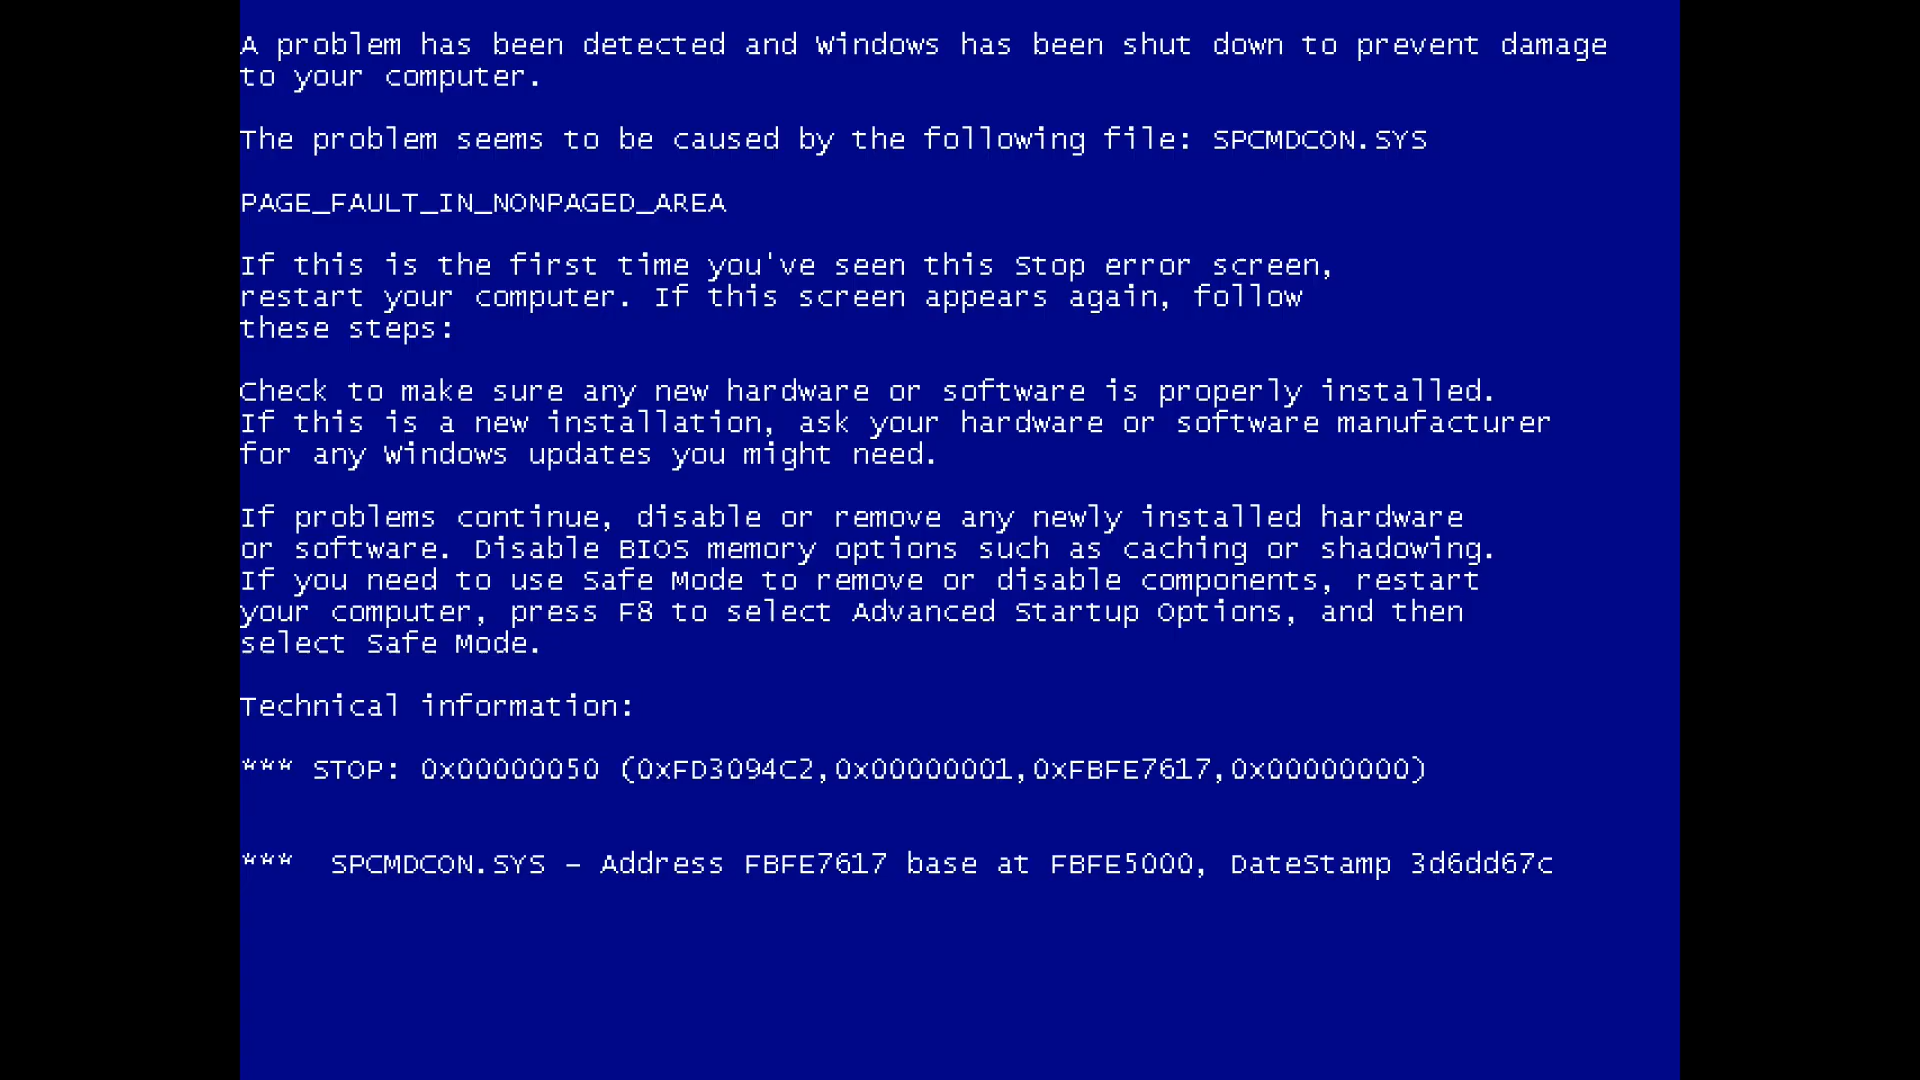 A problem has been detected and Windows has been shut down to prevent damage
to your computer.
The problem seems to be caused by the following file: SPCMDCON.SYS
PAGE_FAULT_IN_NONPAGED_AREA
If this is the first time you've seen this Stop error screen,
restart your computer. If this screen appears again, follow
these steps:
Check to make sure any new hardware or software is properly installed.
If this is a new installation, ask your hardware or software manufacturer
for any Windows updates you might need.
If problems continue, disable or remove any newly installed hardware
or software. Disable BIOS memory options such as caching or shadowing.
If you need to use Safe Mode to remove or disable components, restart
your computer, press F8 to select Advanced Startup Options, and then
select Safe Mode.
Technical information:
*** STOP: 0x00000050 (0xFD3094C2,0x00000001,0xFBFE7617,0x00000000)
***  SPCMDCON.SYS - Address FBFE7617 base at FBFE5000, DateStamp 3d6dd67c